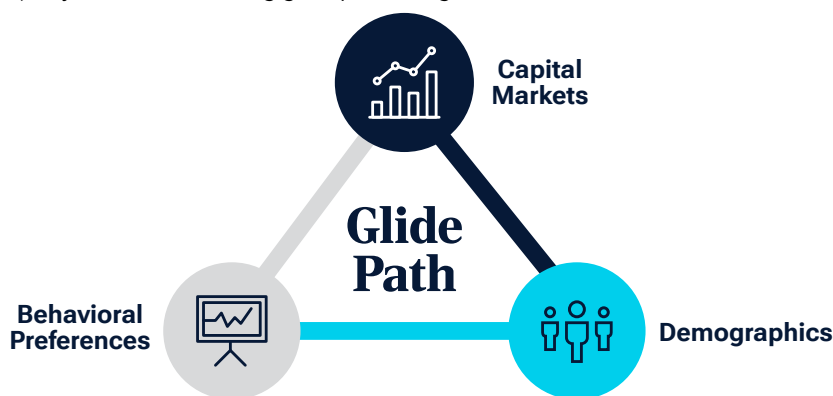 Capital
Markets
Glide
Path
Behavioral
Preferences
Demographics